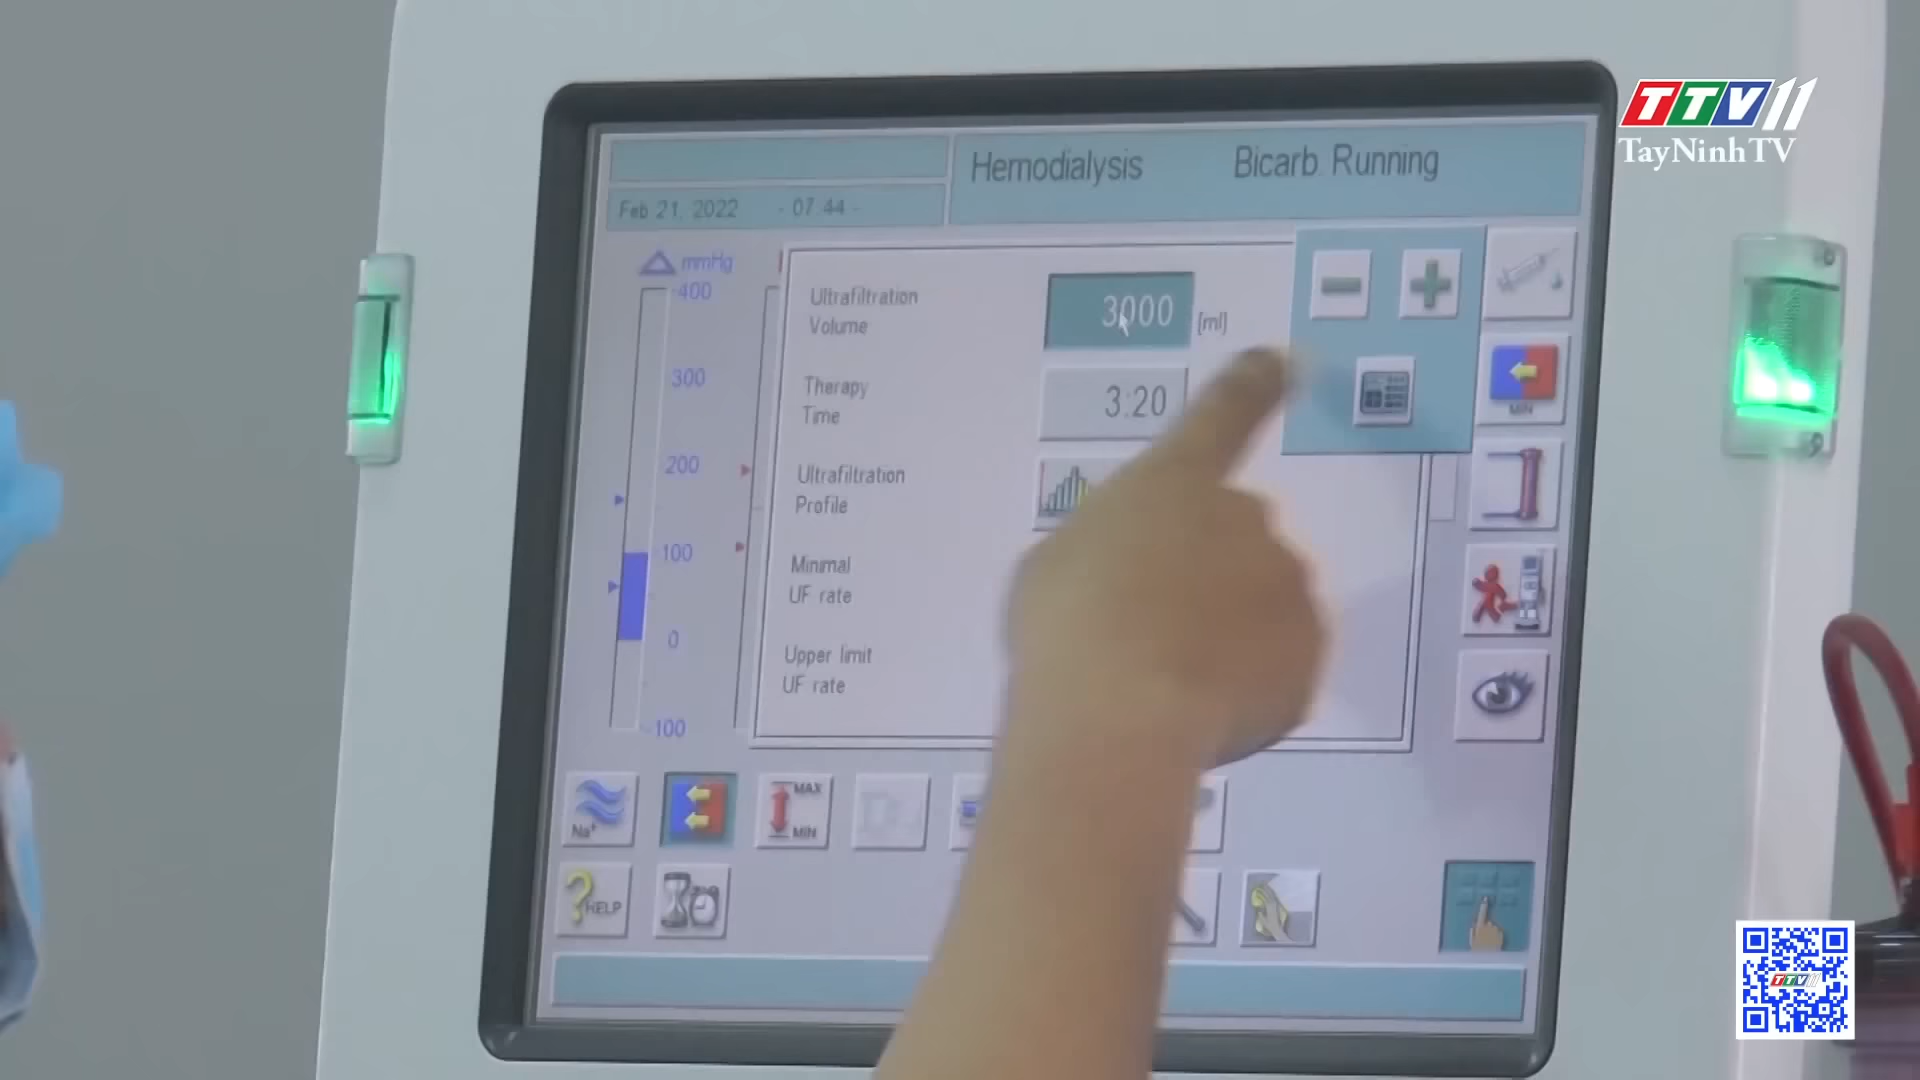 TTV11
TayNinhTV
Hemodialysis
Bicarb. Running
Feb 21, 2022 - 07:44 -
mmHg
400
300
200
100
0
-100
Ultrafiltration
Volume
3000
[ml]
Therapy
Time
3:20
Ultrafiltration
Profile
Minimal
UF rate
Upper limit
UF rate
MIN
Na+
MAX
MIN
?HELP
TTV11